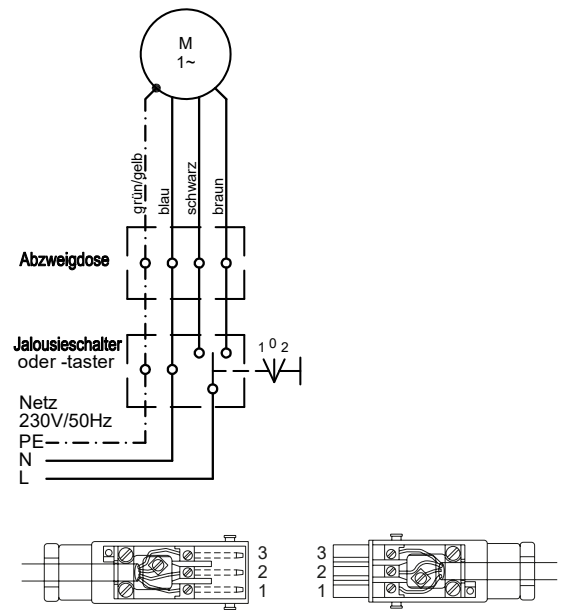 M
1~
grün/gelb
blau
schwarz
braun
Abzweigdose
Jalousieschalter
oder -taster
1 0 2
Netz
230V/50Hz
PE
N
L
3
2
1
3
2
1